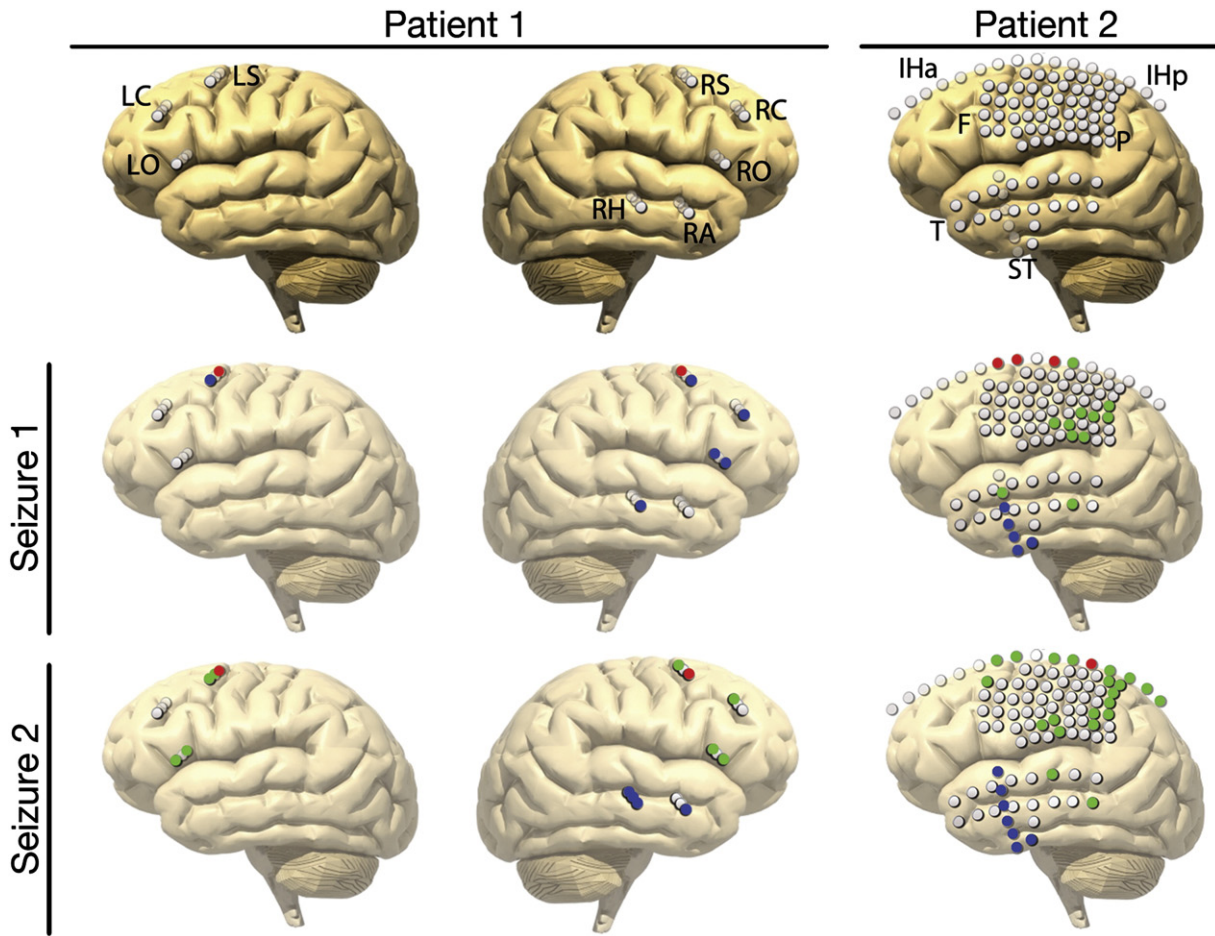 Patient 1
Patient 2
LS
LC
LO
RS
RC
RO
RH
RA
IHa
IHp
F
P
T
ST
Seizure 1
Seizure 2